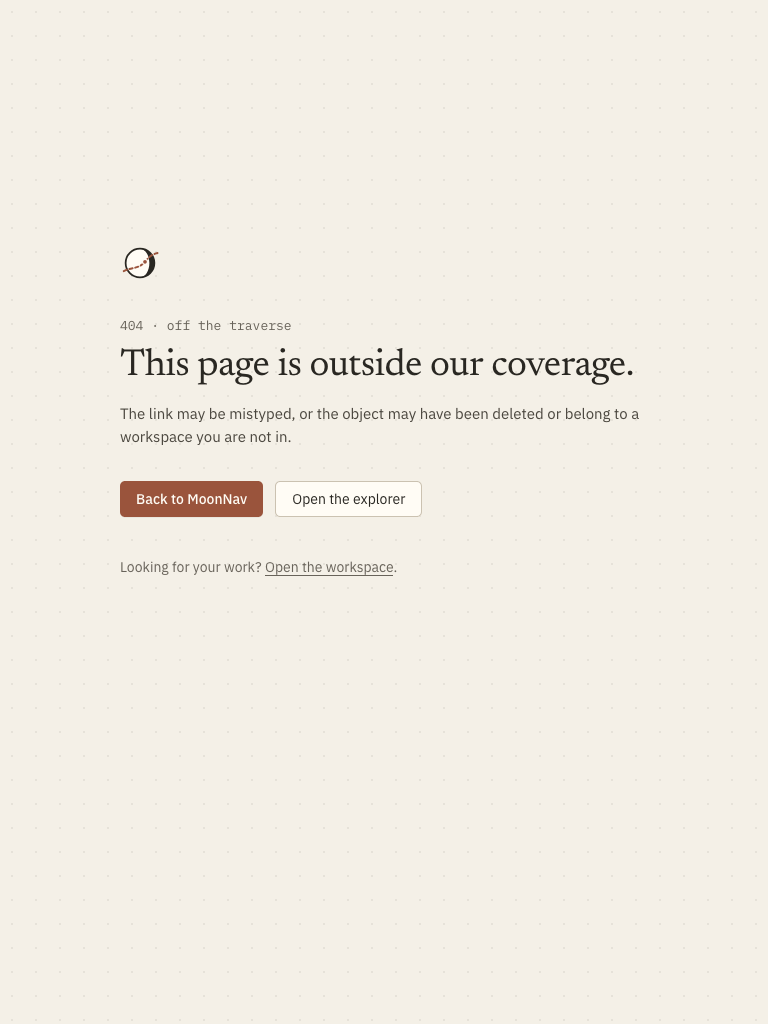 404 · off the traverse
This page is outside our coverage.
The link may be mistyped, or the object may have been deleted or belong to a
workspace you are not in.
Back to MoonNav
Open the explorer
Looking for your work? Open the workspace.